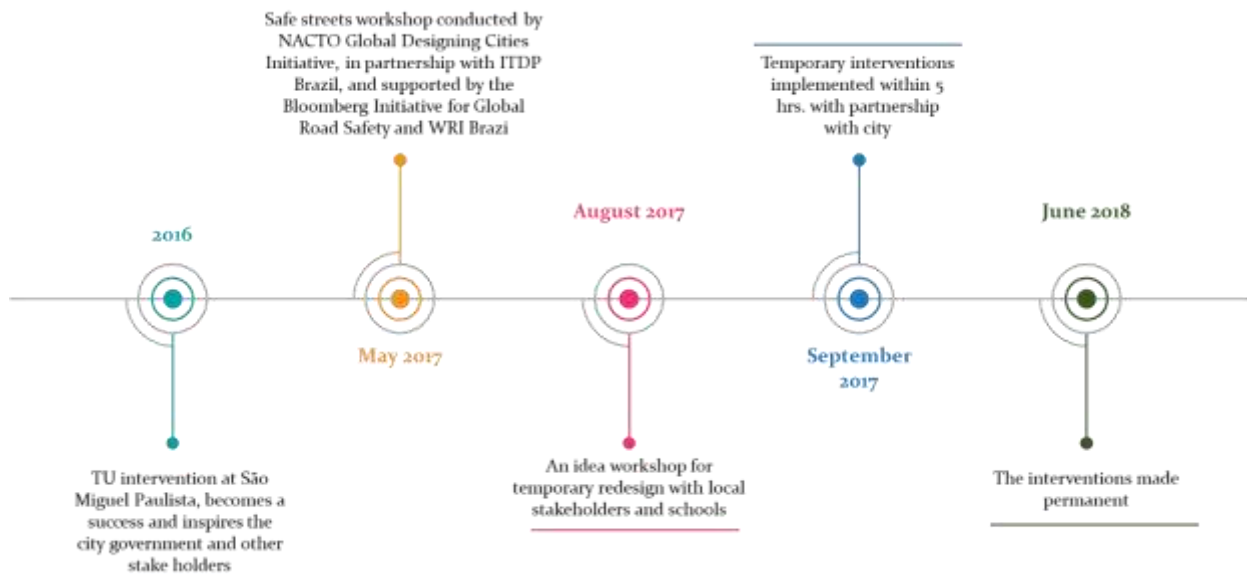 2016
TU intervention at São
Miguel Paulista, becomes a
success and inspires the
city government and other
stake holders
Safe streets workshop conducted by
NACTO Global Designing Cities
Initiative, in partnership with ITDP
Brazil, and supported by the
Bloomberg Initiative for Global
Road Safety and WRI Brazi
May 2017
August 2017
An idea workshop for
temporary redesign with local
stakeholders and schools
Temporary interventions
implemented within 5
hrs. with partnership
with city
September
2017
June 2018
The interventions made
permanent